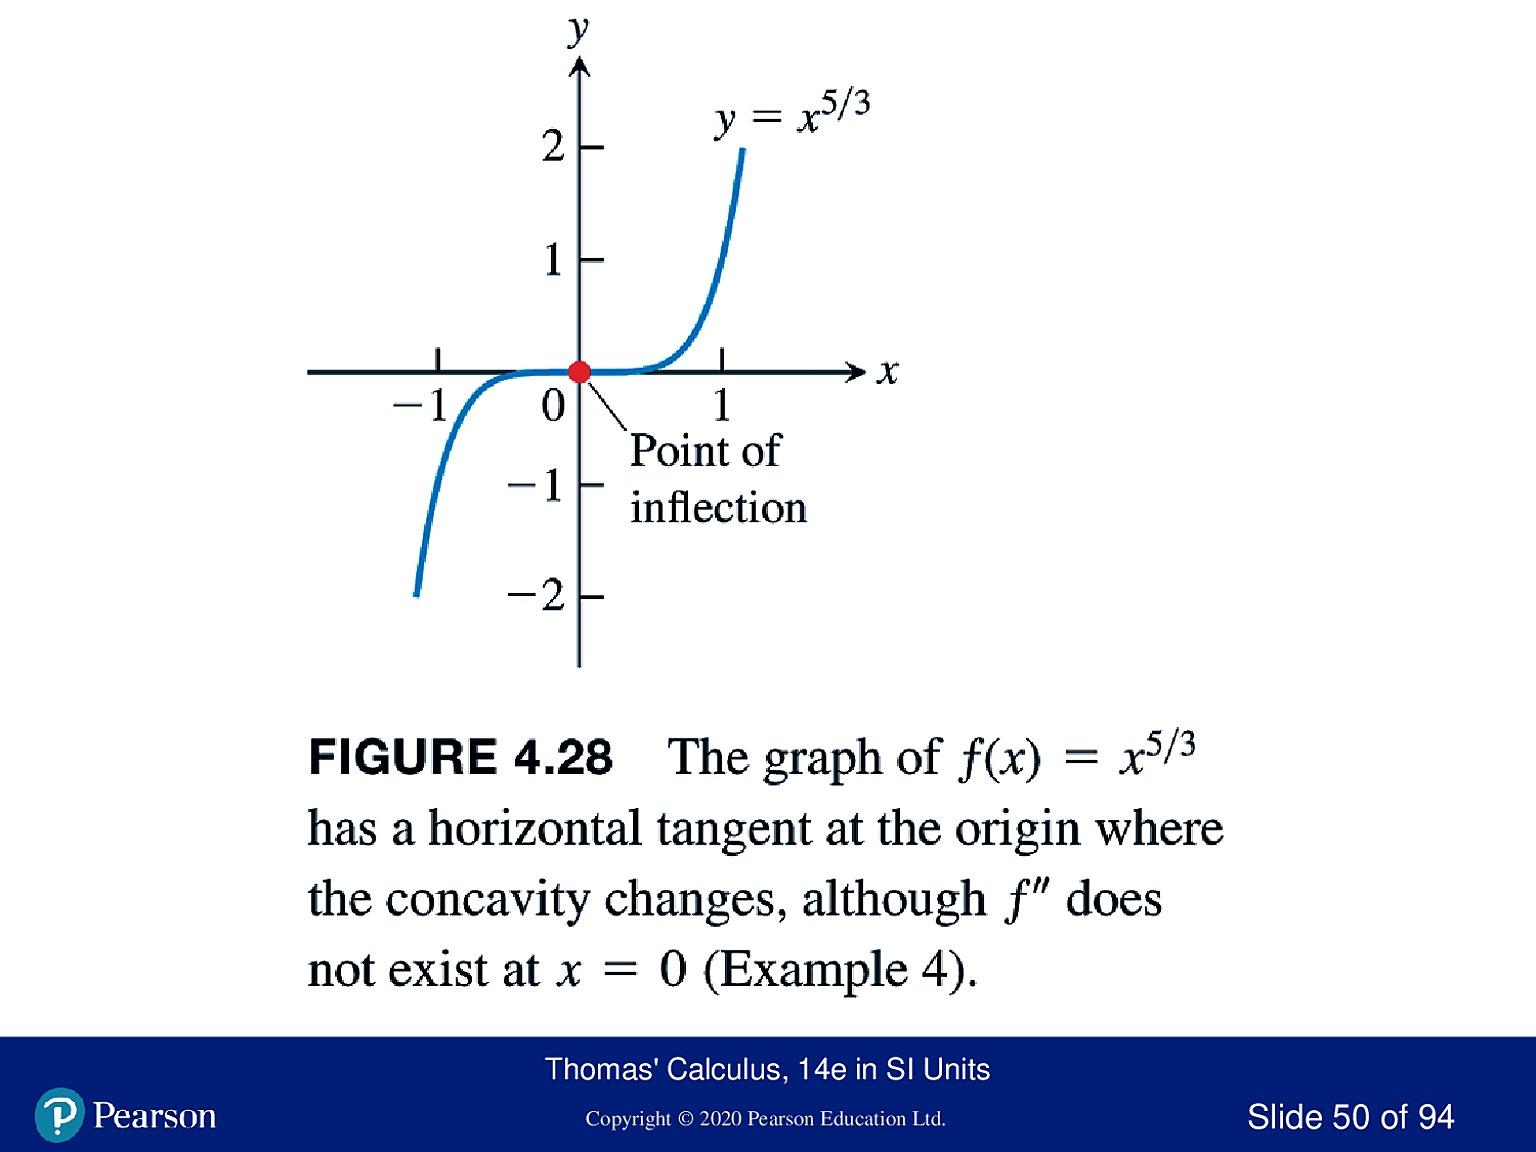 y
y = x^{5/3}
2
1
x
−1
0
1
Point of
−1
inflection
−2
FIGURE 4.28 The graph of f(x) = x^{5/3}
has a horizontal tangent at the origin where
the concavity changes, although f″ does
not exist at x = 0 (Example 4).
Thomas' Calculus, 14e in SI Units
Pearson
Copyright © 2020 Pearson Education Ltd.
Slide 50 of 94